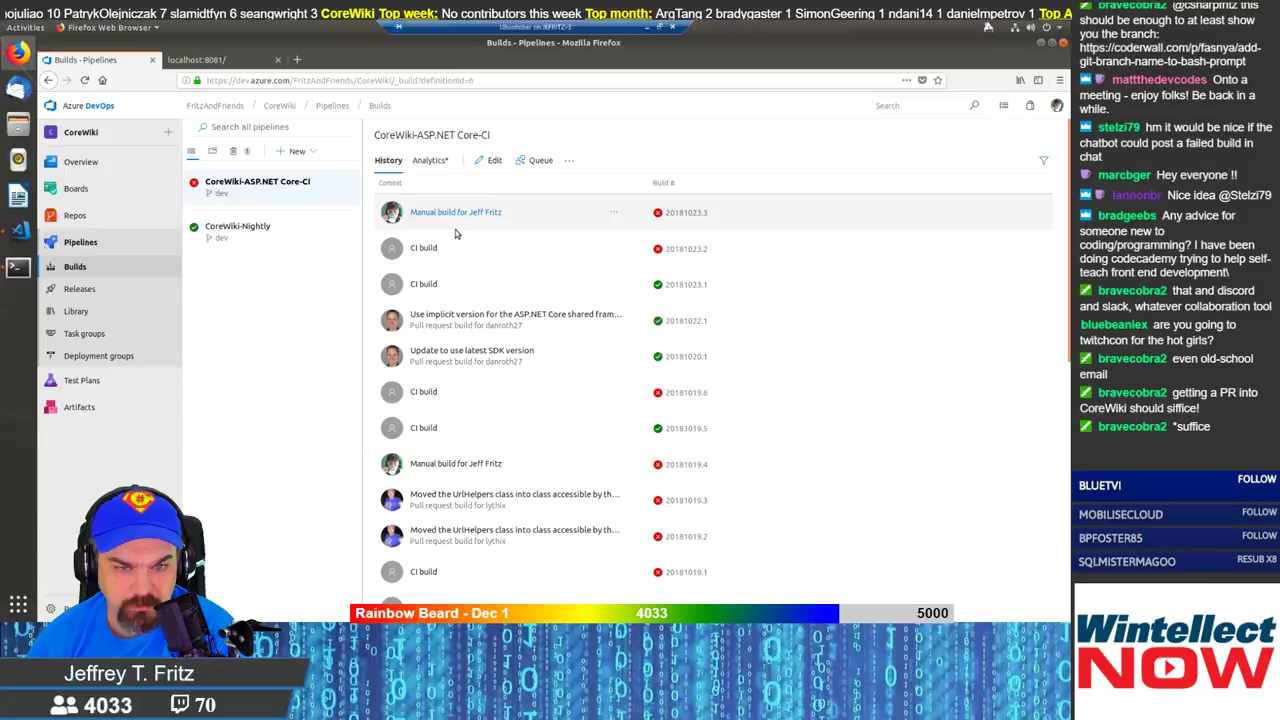 ojuliao 10 PatrykOlejniczak 7 slamidtfyn 6 seangwright 3 CoreWiki Top week: No contributors this week Top month: ArqTang 2 bradygaster 1 SimonGeering 1 ndani14 1 danielmpetrov 1 Top A
Activities
Firefox Web Browser
Builds - Pipelines - Mozilla Firefox
Builds - Pipelines
localhost:8081/
https://dev.azure.com/FritzAndFriends/CoreWiki/_build?definitionId=6
Azure DevOps
FritzAndFriends
CoreWiki
Pipelines
Builds
Search
CoreWiki
Overview
Boards
Repos
Pipelines
Builds
Releases
Library
Task groups
Deployment groups
Test Plans
Artifacts
Search all pipelines
1
New
CoreWiki-ASP.NET Core-CI
dev
CoreWiki-Nightly
dev
CoreWiki-ASP.NET Core-CI
History
Analytics*
Edit
Queue
Commit
Build #
Manual build for Jeff Fritz
20181023.3
CI build
20181023.2
CI build
20181023.1
Use implicit version for the ASP.NET Core shared fram...
Pull request build for danroth27
20181022.1
Update to use latest SDK version
Pull request build for danroth27
20181020.1
CI build
20181019.6
CI build
20181019.5
Manual build for Jeff Fritz
20181019.4
Moved the UrlHelpers class into class accessible by th...
Pull request build for lythix
20181019.3
Moved the UrlHelpers class into class accessible by th...
Pull request build for lythix
20181019.2
CI build
20181019.1
bravecobra2 @csharpfritz this
should be enough to at least show
you the branch:
https://coderwall.com/p/fasnya/add-
git-branch-name-to-bash-prompt
mattthedevcodes Onto a
meeting - enjoy folks! Be back in a
while.
stelzi79 hm it would be nice if the
chatbot could post a failed build in
chat
marcbger Hey everyone !!
lannonbr Nice idea @Stelzi79
bradgeebs Any advice for
someone new to
coding/programming? I have been
doing codecademy trying to help self-
teach front end development\
bravecobra2 that and discord
and slack, whatever collaboration tool
bluebeaniex are you going to
twitchcon for the hot girls?
bravecobra2 even old-school
email
bravecobra2 getting a PR into
CoreWiki should siffice!
bravecobra2 *suffice
BLUETVI FOLLOW
MOBILISECLOUD FOLLOW
BPFOSTER85 FOLLOW
SQLMISTERMAGOO RESUB X8
Rainbow Beard - Dec 1
4033
5000
Jeffrey T. Fritz
4033
70
Wintellect
NOW